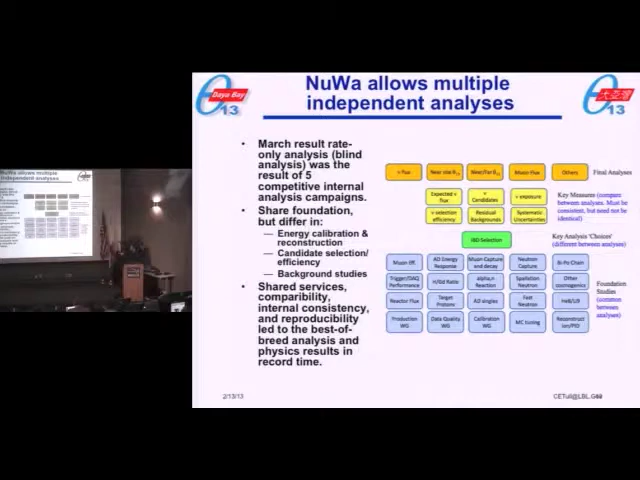 NuWa allows multiple
independent analyses
Daya Bay
13
大亚湾
13
• March result rate-
only analysis (blind
analysis) was the
result of 5
competitive internal
analysis campaigns.
• Share foundation,
but differ in:
— Energy calibration &
reconstruction
— Candidate selection/
efficiency
— Background studies
• Shared services,
comparibility,
internal consistency,
and reproducibility
led to the best-of-
breed analysis and
physics results in
record time.
ν flux
Near site θ13
Near/Far θ13
Muon flux
Others
Final Analyses
Expected ν
flux
ν
Candidates
ν exposure
ν selection
efficiency
Residual
Backgrounds
Systematic
Uncertainties
Key Measures (compare
between analyses. Must be
consistent, but need not be
identical)
IBD Selection
Key Analysis 'Choices'
(different between analyses)
Muon Eff.
AD Energy
Response
Muon Capture
and decay
Neutron
Capture
Bi-Po Chain
Trigger/DAQ
Performance
H/Gd Ratio
alpha,n
Reaction
Spallation
Neutron
Other
cosmogenics
Reactor Flux
Target
Protons
AD singles
Fast
Neutron
He8/Li9
Production
WG
Data Quality
WG
Calibration
WG
MC tuning
Reconstruct
ion/PID
Foundation
Studies
(common
between
analyses)
2/13/13
NuWa allows multiple
independent analyses